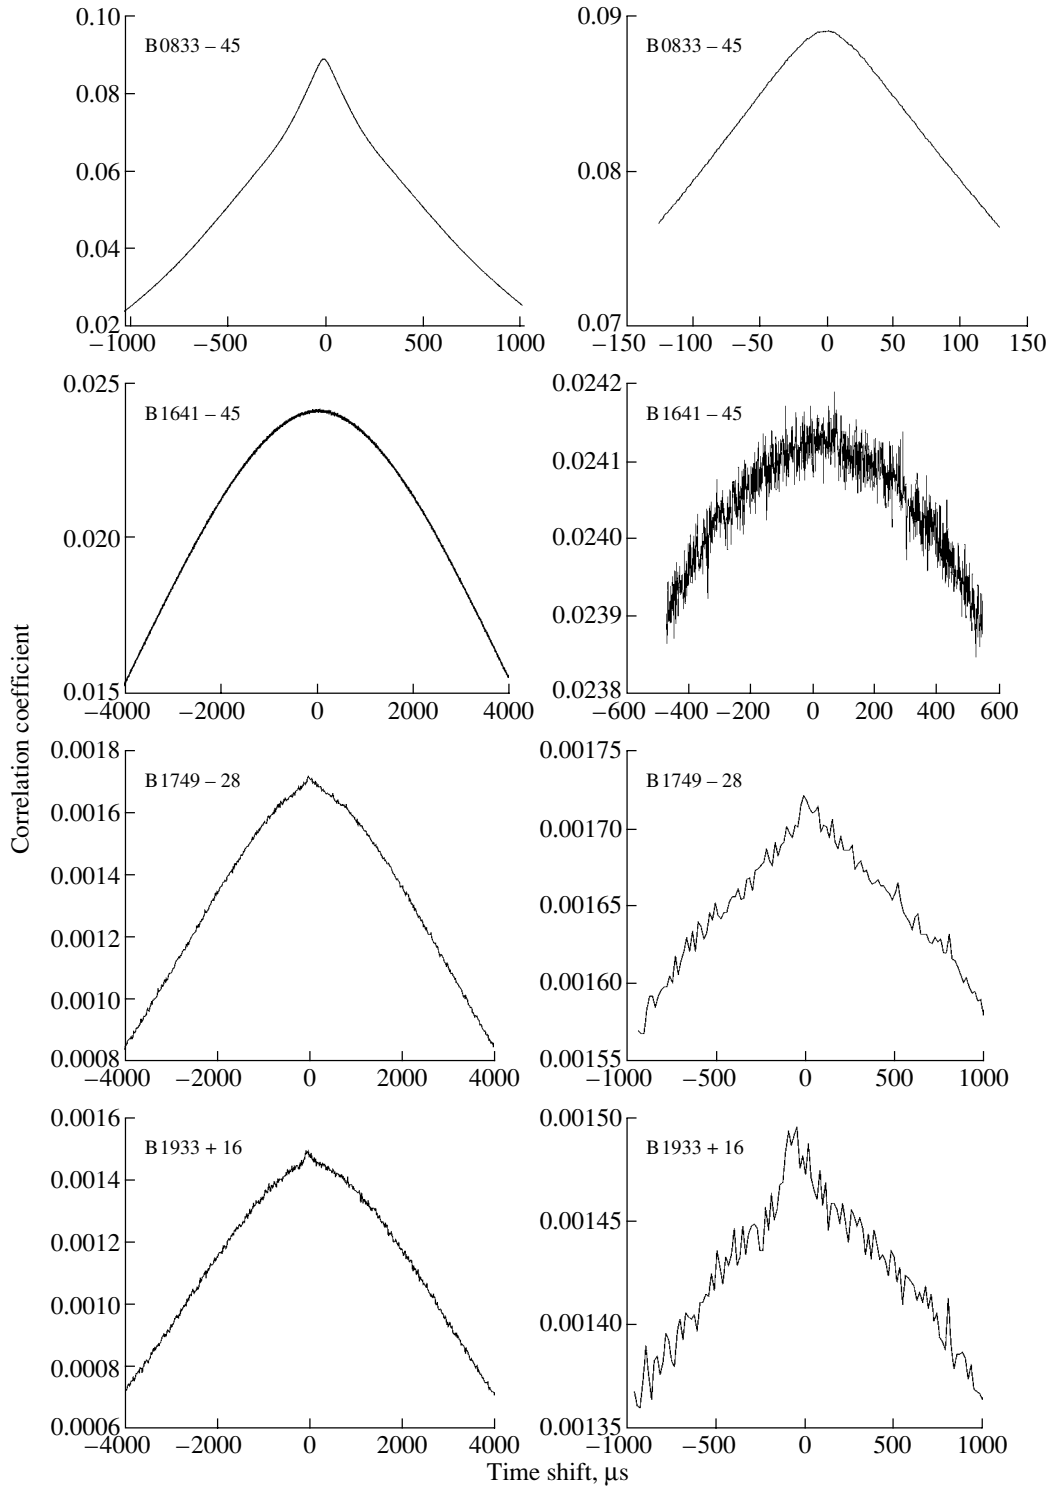 0.10
B0833 – 45
0.08
0.06
0.04
0.02
–1000 –500 0 500 1000
0.09
B0833 – 45
0.08
0.07
–150 –100 –50 0 50 100 150
0.025
B1641 – 45
0.020
0.015
–4000 –2000 0 2000 4000
0.0242
B1641 – 45
0.0241
0.0240
0.0239
0.0238
–600 –400 –200 0 200 400 600
Correlation coefficient
0.0018
B1749 – 28
0.0016
0.0014
0.0012
0.0010
0.0008
–4000 –2000 0 2000 4000
0.00175
B1749 – 28
0.00170
0.00165
0.00160
0.00155
–1000 –500 0 500 1000
0.0016
B1933 + 16
0.0014
0.0012
0.0010
0.0008
0.0006
–4000 –2000 0 2000 4000
0.00150
B1933 + 16
0.00145
0.00140
0.00135
–1000 –500 0 500 1000
Time shift, μs